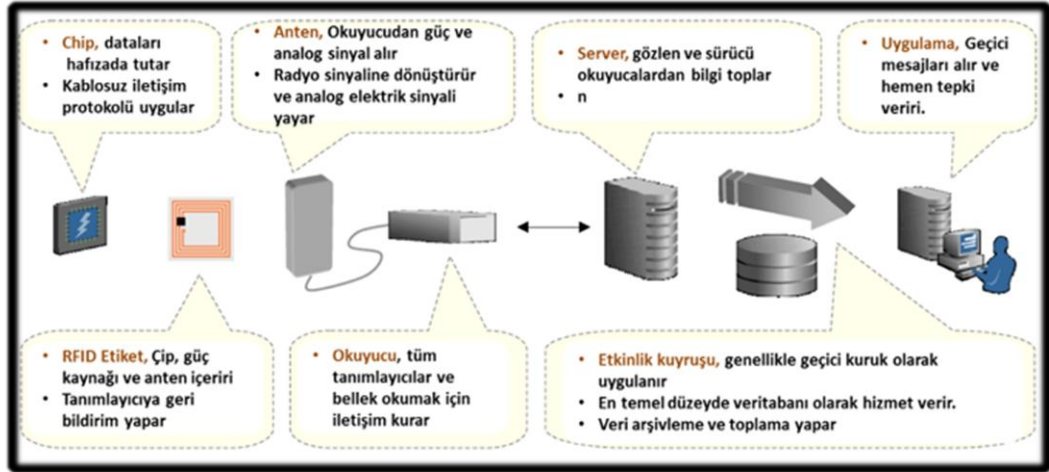 • Chip, dataları
hafızada tutar
• Kablosuz iletişim
protokolü uygular
• Anten, Okuyucudan güç ve
analog sinyal alır
• Radyo sinyaline dönüştürür
ve analog elektrik sinyali
yayar
• Server, gözlen ve sürücü
okuyucalardan bilgi toplar
• n
• Uygulama, Geçici
mesajları alır ve
hemen tepki
veriri.
• RFID Etiket, Çip, güç
kaynağı ve anten içeriri
• Tanımlayıcıya geri
bildirim yapar
• Okuyucu, tüm
tanımlayıcılar ve
bellek okumak için
iletişim kurar
• Etkinlik kuyruşu, genellikle geçici kuruk olarak
uygulanır
• En temel düzeyde veritabanı olarak hizmet verir.
• Veri arşivleme ve toplama yapar